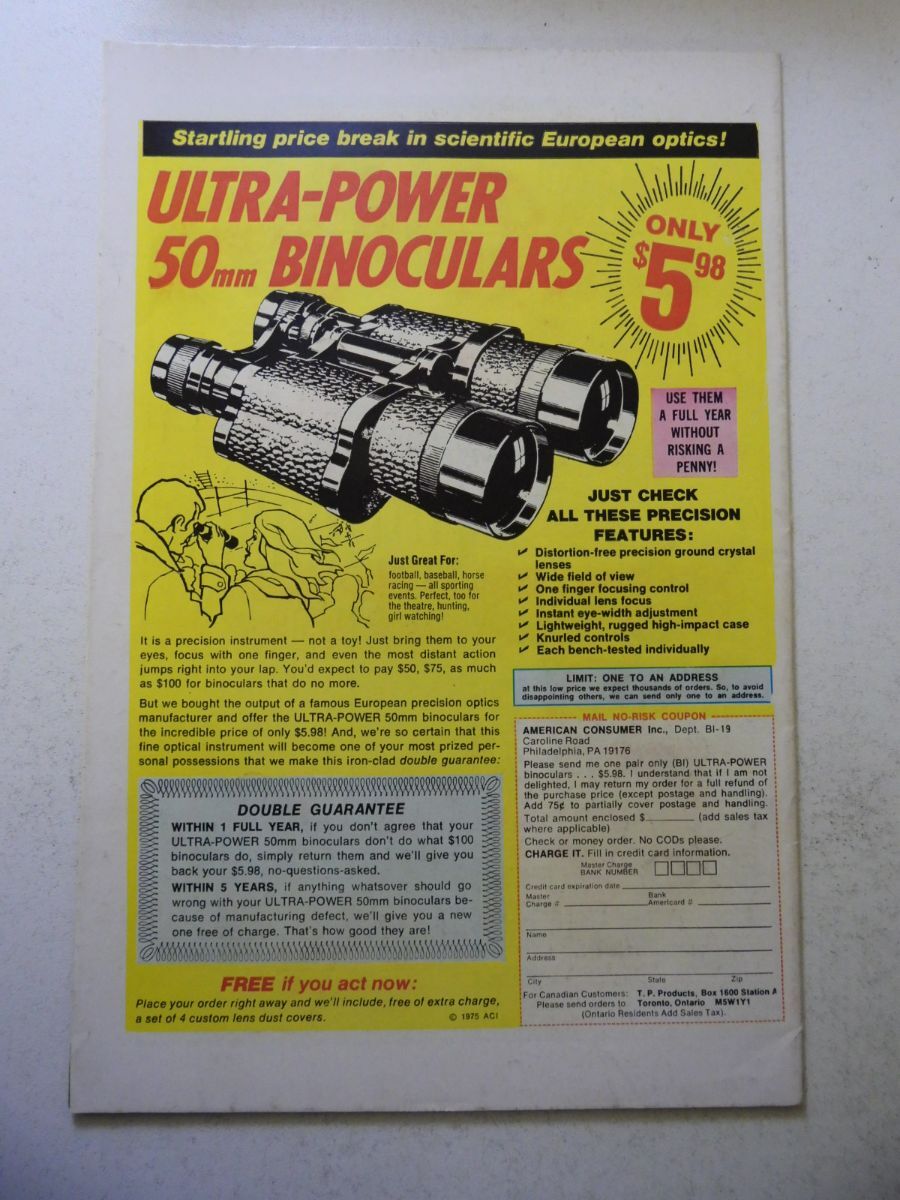 Startling price break in scientific European optics!
ULTRA-POWER
50mm BINOCULARS
ONLY
$5.98
USE THEM
A FULL YEAR
WITHOUT
RISKING A
PENNY!
JUST CHECK
ALL THESE PRECISION
FEATURES:
✓ Distortion-free precision ground crystal
lenses
✓ Wide field of view
✓ One finger focusing control
✓ Individual lens focus
✓ Instant eye-width adjustment
✓ Lightweight, rugged high-impact case
✓ Knurled controls
✓ Each bench-tested individually
Just Great For:
football, baseball, horse
racing — all sporting
events. Perfect, too for
the theatre, hunting,
girl watching!
It is a precision instrument — not a toy! Just bring them to your
eyes, focus with one finger, and even the most distant action
jumps right into your lap. You'd expect to pay $50, $75, as much
as $100 for binoculars that do no more.
But we bought the output of a famous European precision optics
manufacturer and offer the ULTRA-POWER 50mm binoculars for
the incredible price of only $5.98! And, we're so certain that this
fine optical instrument will become one of your most prized per-
sonal possessions that we make this iron-clad double guarantee:
DOUBLE GUARANTEE
WITHIN 1 FULL YEAR, if you don't agree that your
ULTRA-POWER 50mm binoculars don't do what $100
binoculars do, simply return them and we'll give you
back your $5.98, no-questions-asked.
WITHIN 5 YEARS, if anything whatsover should go
wrong with your ULTRA-POWER 50mm binoculars be-
cause of manufacturing defect, we'll give you a new
one free of charge. That's how good they are!
FREE if you act now:
Place your order right away and we'll include, free of extra charge,
a set of 4 custom lens dust covers.
© 1975 ACI
LIMIT: ONE TO AN ADDRESS
at this low price we expect thousands of orders. So, to avoid
disappointing others, we can send only one to an address.
MAIL NO-RISK COUPON
AMERICAN CONSUMER Inc., Dept. BI-19
Caroline Road
Philadelphia, PA 19176
Please send me one pair only (BI) ULTRA-POWER
binoculars . . . $5.98. I understand that if I am not
delighted, I may return my order for a full refund of
the purchase price (except postage and handling).
Add 75¢ to partially cover postage and handling.
Total amount enclosed $______ (add sales tax
where applicable)
Check or money order. No CODs please.
CHARGE IT. Fill in credit card information.
Master Charge
BANK NUMBER
Credit card expiration date
Master Charge #
Bank Americard #
Name
Address
City State Zip
For Canadian Customers: T. P. Products, Box 1600 Station A
Please send orders to Toronto, Ontario M5W1Y1
(Ontario Residents Add Sales Tax).